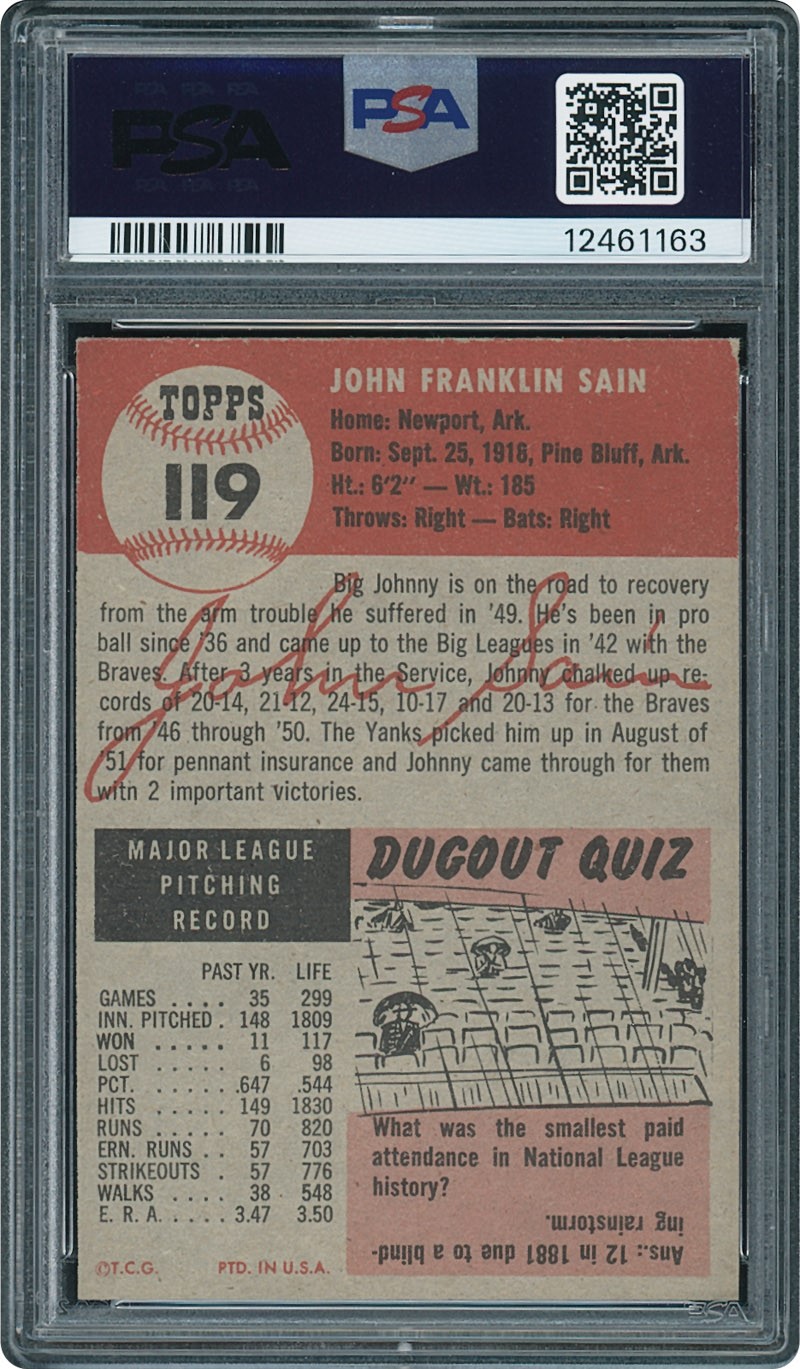 PSA PSA PSA
PSA
PSA PSA PSA
PSA
12461163
TOPPS
119
JOHN FRANKLIN SAIN
Home: Newport, Ark.
Born: Sept. 25, 1918, Pine Bluff, Ark.
Ht.: 6'2" — Wt.: 185
Throws: Right — Bats: Right
Big Johnny is on the road to recovery
from the arm trouble he suffered in '49. He's been in pro
ball since '36 and came up to the Big Leagues in '42 with the
Braves. After 3 years in the Service, Johnny chalked up re-
cords of 20-14, 21-12, 24-15, 10-17 and 20-13 for the Braves
from '46 through '50. The Yanks picked him up in August of
'51 for pennant insurance and Johnny came through for them
with 2 important victories.
John Sain
MAJOR LEAGUE
PITCHING
RECORD
PAST YR. LIFE
GAMES . . . . 35 299
INN. PITCHED . 148 1809
WON . . . . . 11 117
LOST . . . . . 6 98
PCT. . . . . . .647 .544
HITS . . . . . 149 1830
RUNS . . . . . 70 820
ERN. RUNS . . 57 703
STRIKEOUTS . 57 776
WALKS . . . . 38 548
E. R. A. . . . . 3.47 3.50
©T.C.G. PTD. IN U.S.A.
DUGOUT QUIZ
What was the smallest paid
attendance in National League
history?
Ans.: 12 in 1881 due to a blind-
ing rainstorm.
PSA